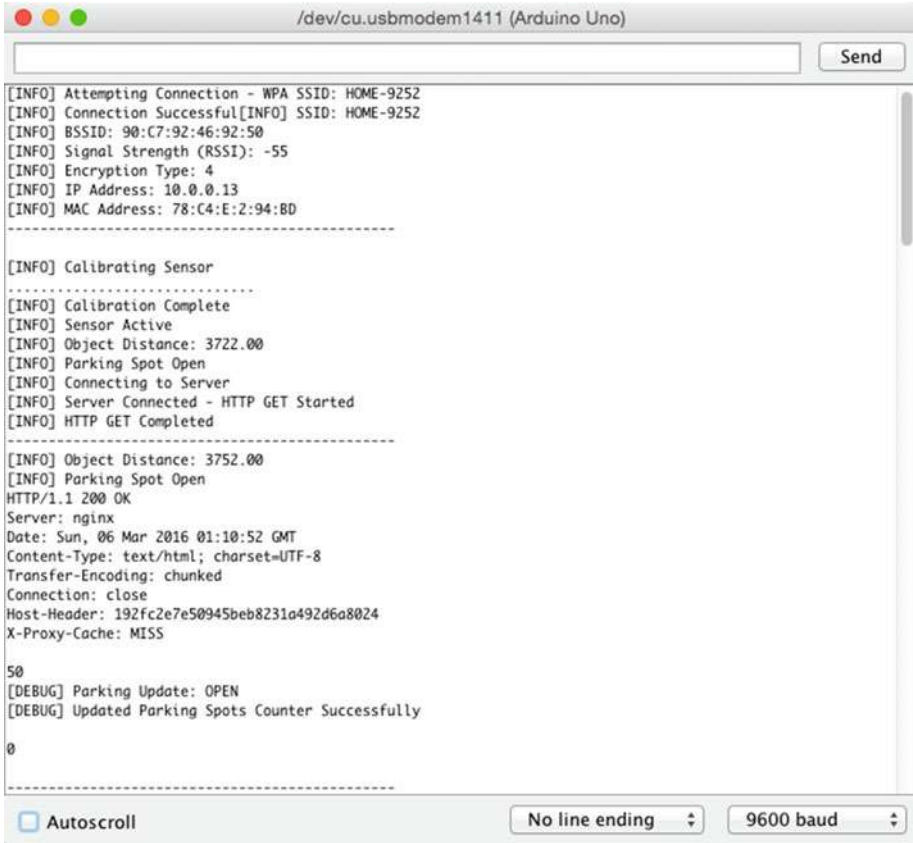 /dev/cu.usbmodem1411 (Arduino Uno)
Send
[INFO] Attempting Connection - WPA SSID: HOME-9252
[INFO] Connection Successful[INFO] SSID: HOME-9252
[INFO] BSSID: 90:C7:92:46:92:50
[INFO] Signal Strength (RSSI): -55
[INFO] Encryption Type: 4
[INFO] IP Address: 10.0.0.13
[INFO] MAC Address: 78:C4:E:2:94:BD
-----------------------------------------------
[INFO] Calibrating Sensor
..............................
[INFO] Calibration Complete
[INFO] Sensor Active
[INFO] Object Distance: 3722.00
[INFO] Parking Spot Open
[INFO] Connecting to Server
[INFO] Server Connected - HTTP GET Started
[INFO] HTTP GET Completed
-----------------------------------------------
[INFO] Object Distance: 3752.00
[INFO] Parking Spot Open
HTTP/1.1 200 OK
Server: nginx
Date: Sun, 06 Mar 2016 01:10:52 GMT
Content-Type: text/html; charset=UTF-8
Transfer-Encoding: chunked
Connection: close
Host-Header: 192fc2e7e50945beb8231a492d6a8024
X-Proxy-Cache: MISS
50
[DEBUG] Parking Update: OPEN
[DEBUG] Updated Parking Spots Counter Successfully
0
-----------------------------------------------
Autoscroll
No line ending
9600 baud